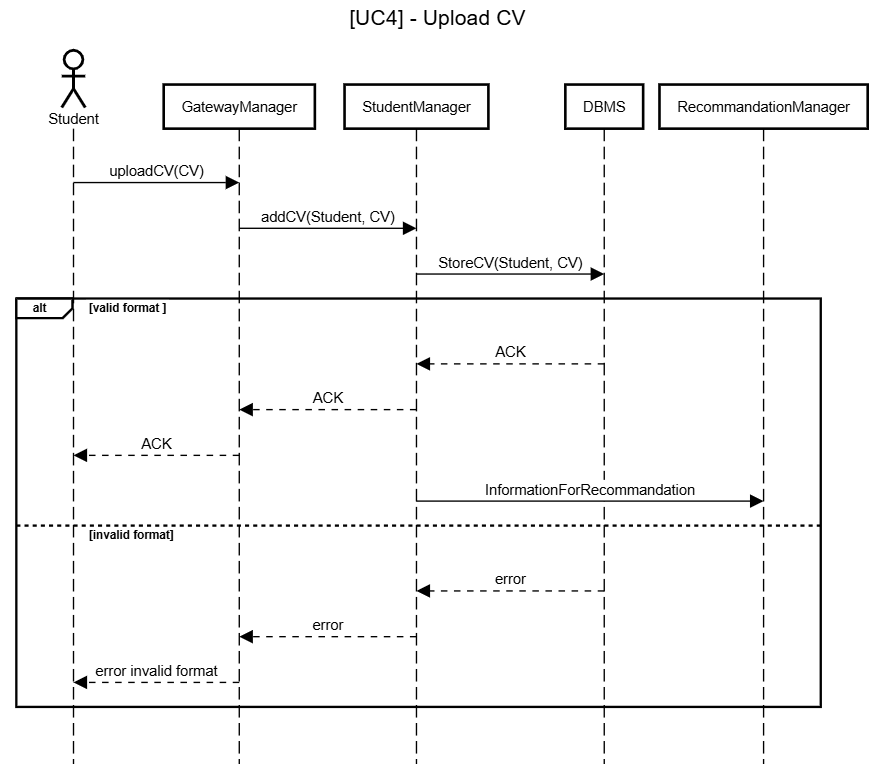 [UC4] - Upload CV
Student
GatewayManager
StudentManager
DBMS
RecommandationManager
uploadCV(CV)
addCV(Student, CV)
StoreCV(Student, CV)
alt
[valid format ]
ACK
ACK
ACK
InformationForRecommandation
[invalid format]
error
error
error invalid format